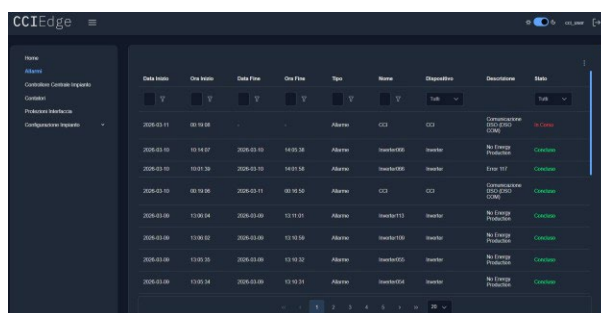 CCIEdge
cci_user
Home
Allarmi
Controllore Centrale Impianto
Contatori
Protezioni Interfaccia
Configurazione Impianto
Data Inizio Ora Inizio Data Fine Ora Fine Tipo Nome Dispositivo Descrizione Stato
Tutti Tutti
2026-03-11 00:19:08 - - Allarme CCI CCI Comunicazione DSO (DSO COM) In Corso
2026-03-10 10:14:07 2026-03-10 14:05:38 Allarme Inverter088 Inverter No Energy Production Concluso
2026-03-10 10:01:39 2026-03-10 14:01:58 Allarme Inverter088 Inverter Error 117 Concluso
2026-03-10 00:19:08 2026-03-11 00:16:59 Allarme CCI CCI Comunicazione DSO (DSO COM) Concluso
2026-03-09 13:06:04 2026-03-09 13:11:01 Allarme Inverter113 Inverter No Energy Production Concluso
2026-03-09 13:06:02 2026-03-09 13:10:59 Allarme Inverter109 Inverter No Energy Production Concluso
2026-03-09 13:05:35 2026-03-09 13:10:32 Allarme Inverter055 Inverter No Energy Production Concluso
2026-03-09 13:05:34 2026-03-09 13:10:31 Allarme Inverter054 Inverter No Energy Production Concluso
« ‹ 1 2 3 4 5 › » 20